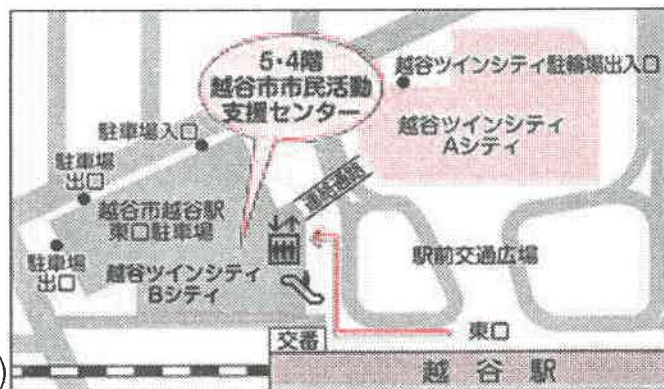 5・4階
越谷市市民活動
支援センター
越谷ツインシティ駐輪場出入口
越谷ツインシティ
Aシティ
駐車場入口
駐車場
出口
連絡通路
越谷市越谷駅
東口駐車場
駅前交通広場
駐車場
出口
越谷ツインシティ
Bシティ
交番
東口
越谷駅
)